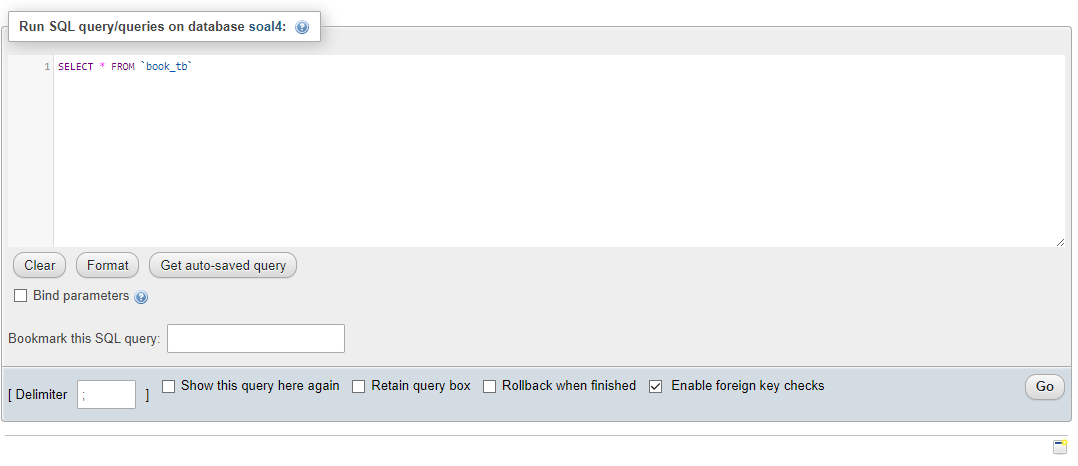 Run SQL query/queries on database soal4:
1 SELECT * FROM `book_tb`
Clear Format Get auto-saved query
Bind parameters
Bookmark this SQL query:
[ Delimiter ; ] Show this query here again Retain query box Rollback when finished Enable foreign key checks Go